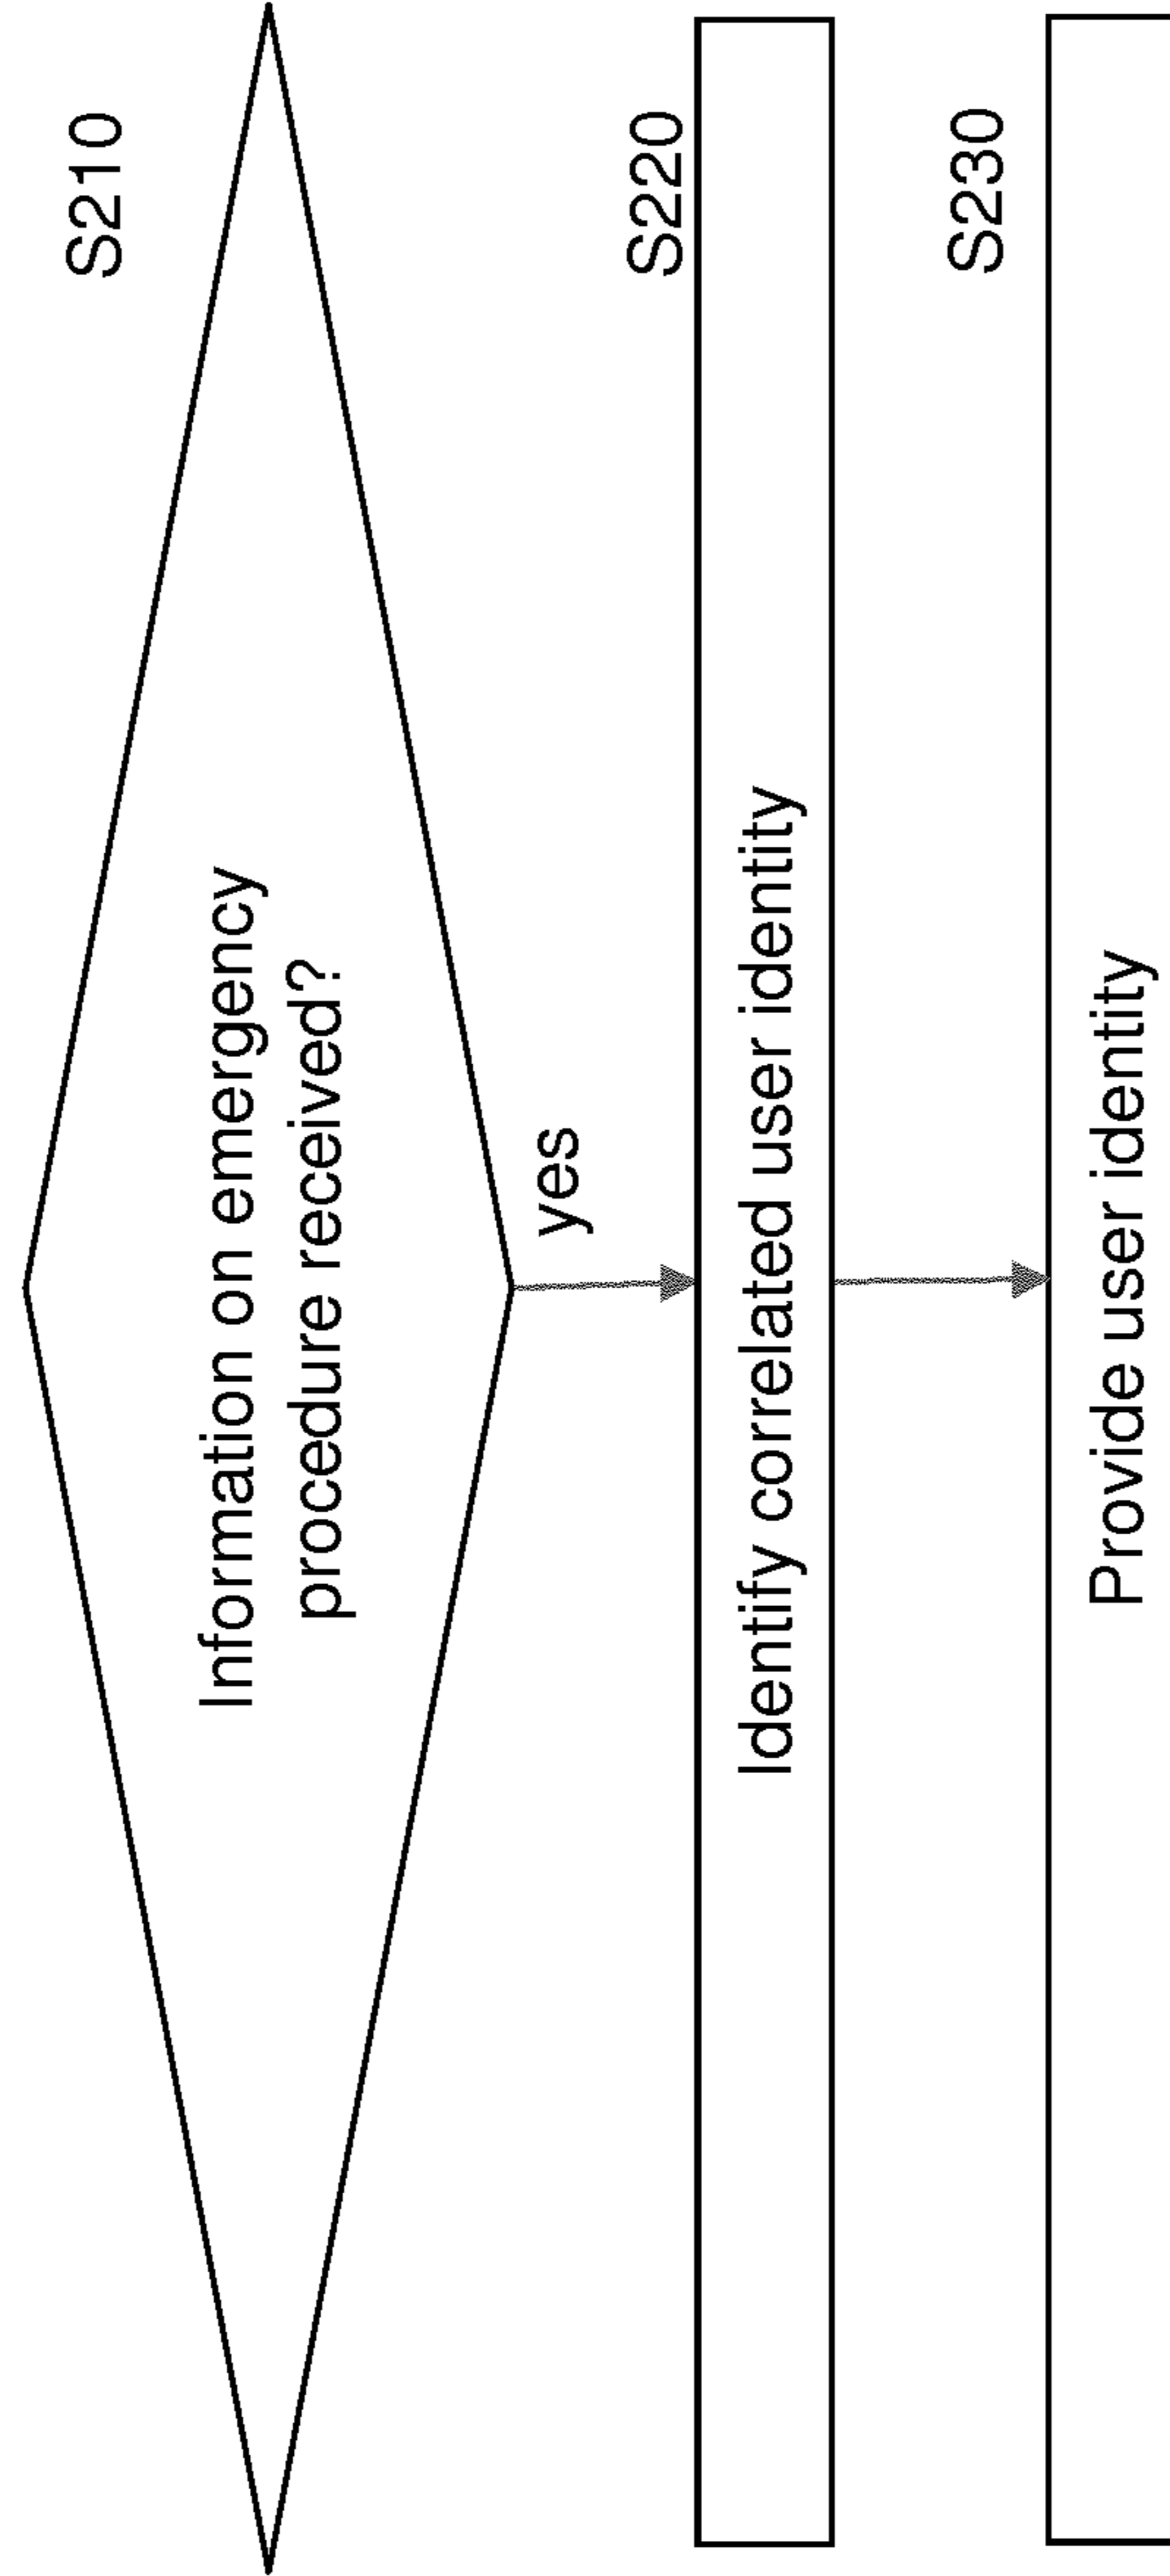 S210
Information on emergency
procedure received?
yes
S220
Identify correlated user identity
S230
Provide user identity